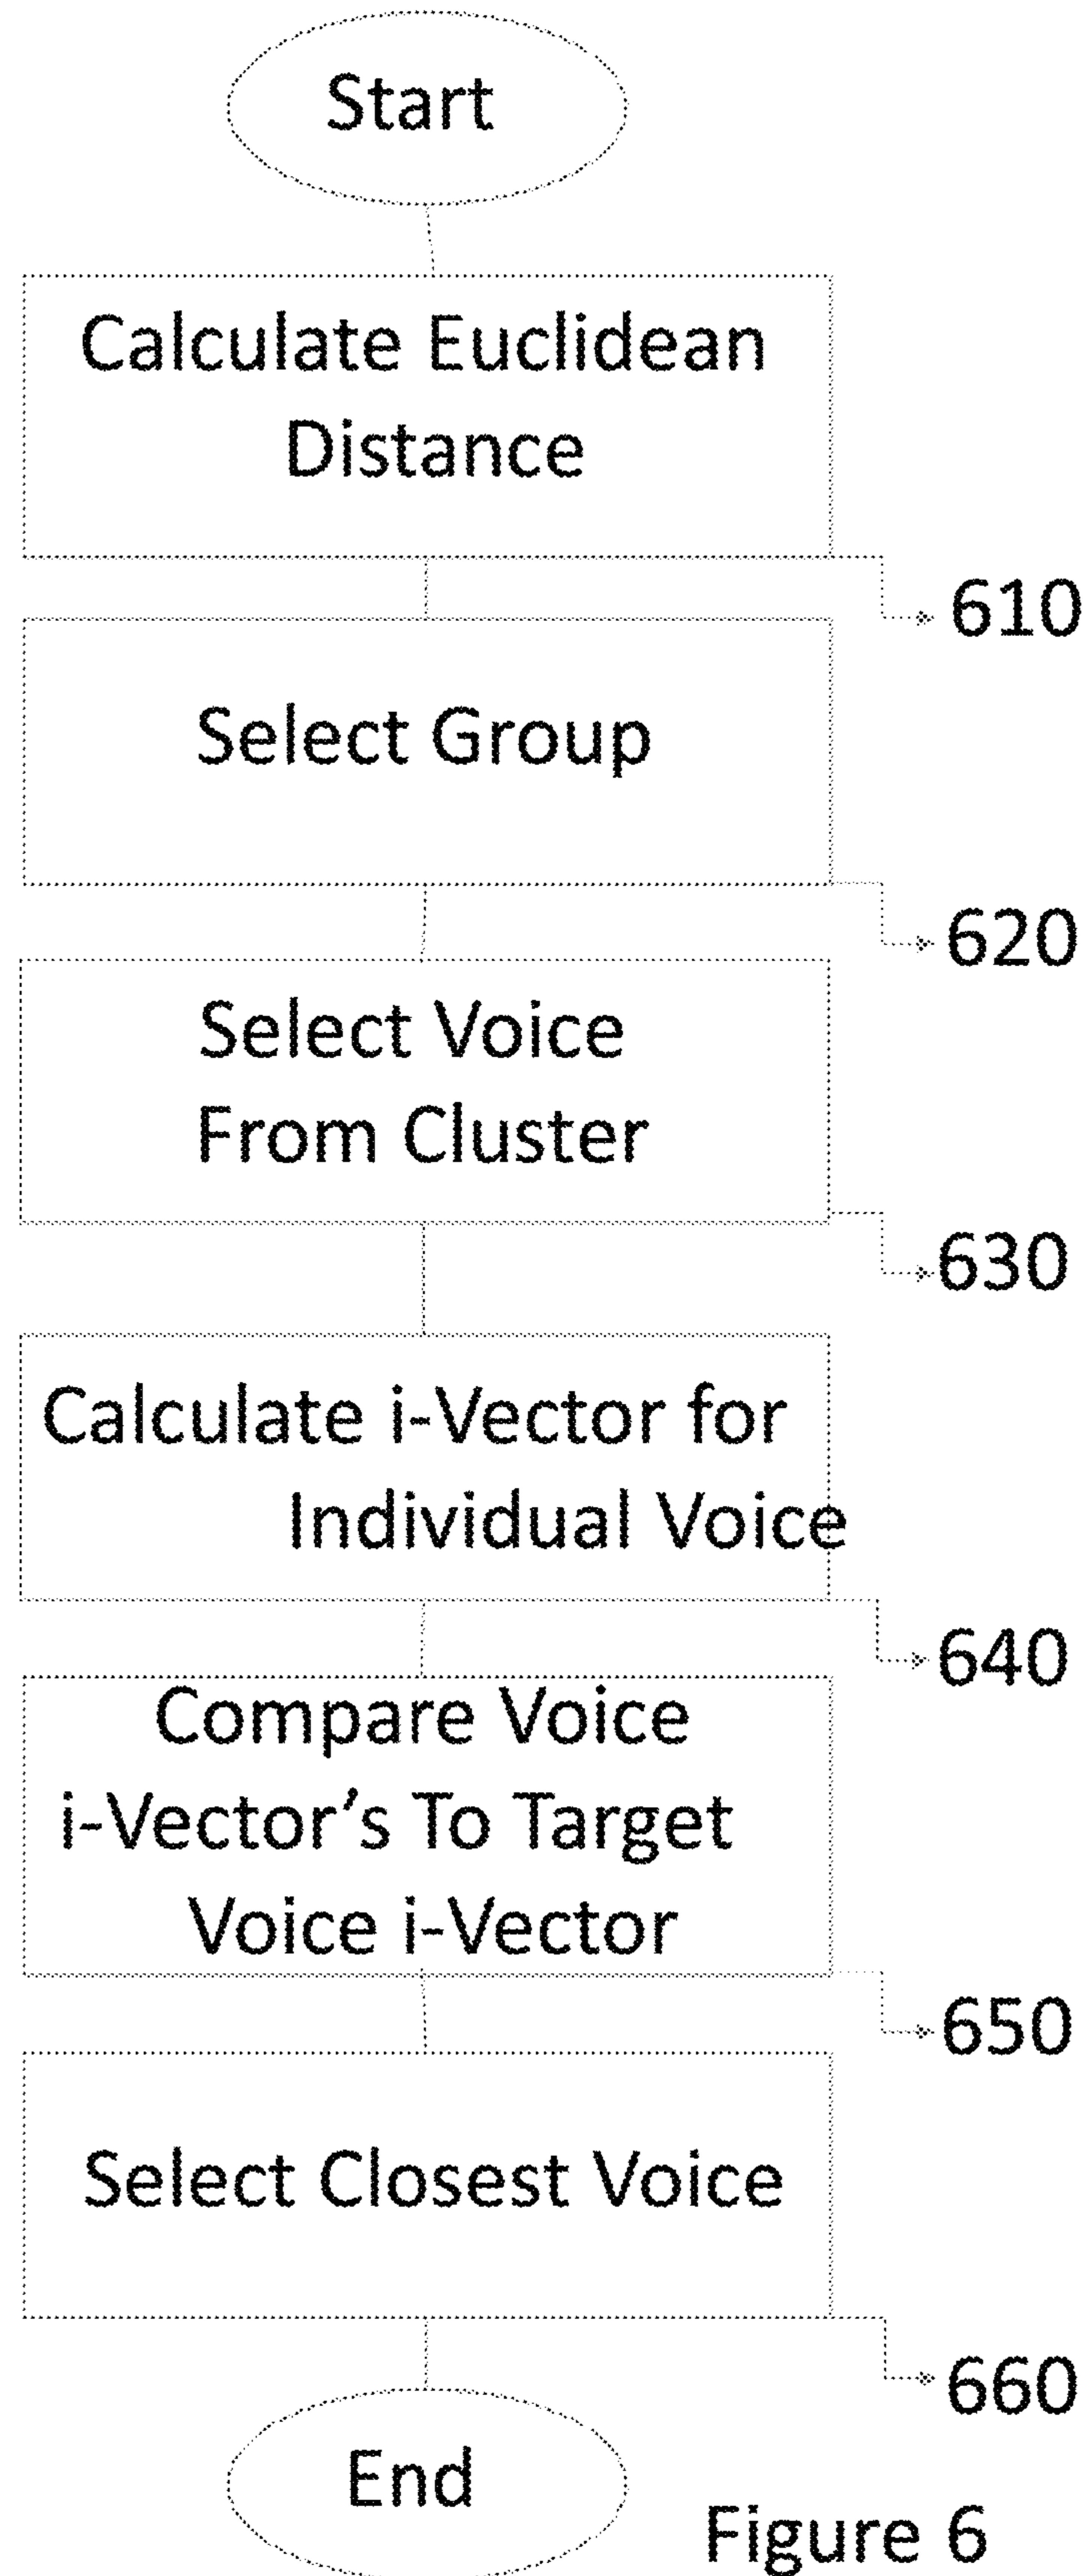 Start
Calculate Euclidean
Distance
610
Select Group
620
Select Voice
From Cluster
630
Calculate i-Vector for
Individual Voice
640
Compare Voice
i-Vector’s To Target
Voice i-Vector
650
Select Closest Voice
660
End
Figure 6